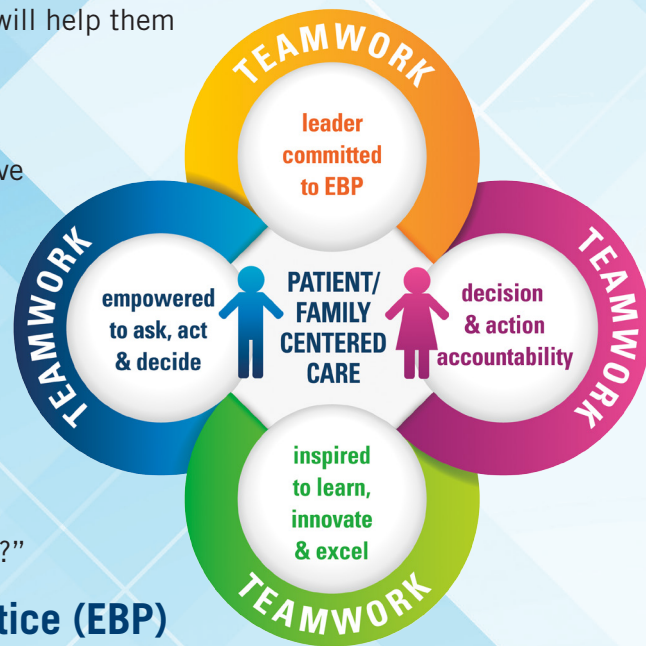 will help them
TEAMWORK
leader
committed
to EBP
ve
TEAMWORK
empowered
to ask, act
& decide
PATIENT/
FAMILY
CENTERED
CARE
decision
& action
accountability
TEAMWORK
inspired
to learn,
innovate
& excel
TEAMWORK
?”
tice (EBP)